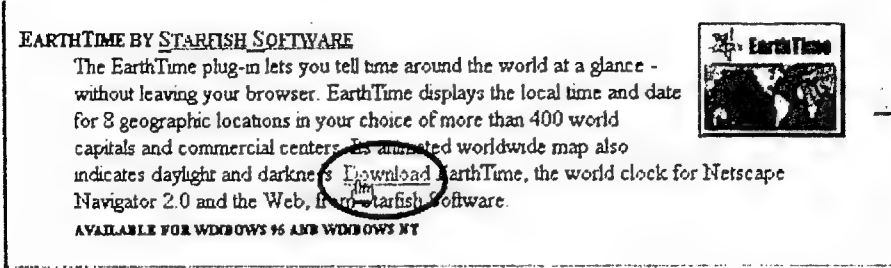 EARTHTIME BY STARFISH SOFTWARE
EarthTime
The EarthTime plug-in lets you tell time around the world at a glance -
without leaving your browser. EarthTime displays the local time and date
for 8 geographic locations in your choice of more than 400 world
capitals and commercial centers. Its animated worldwide map also
indicates daylight and darkness. Download EarthTime, the world clock for Netscape
Navigator 2.0 and the Web, from Starfish Software.
AVAILABLE FOR WINDOWS 95 AND WINDOWS NT